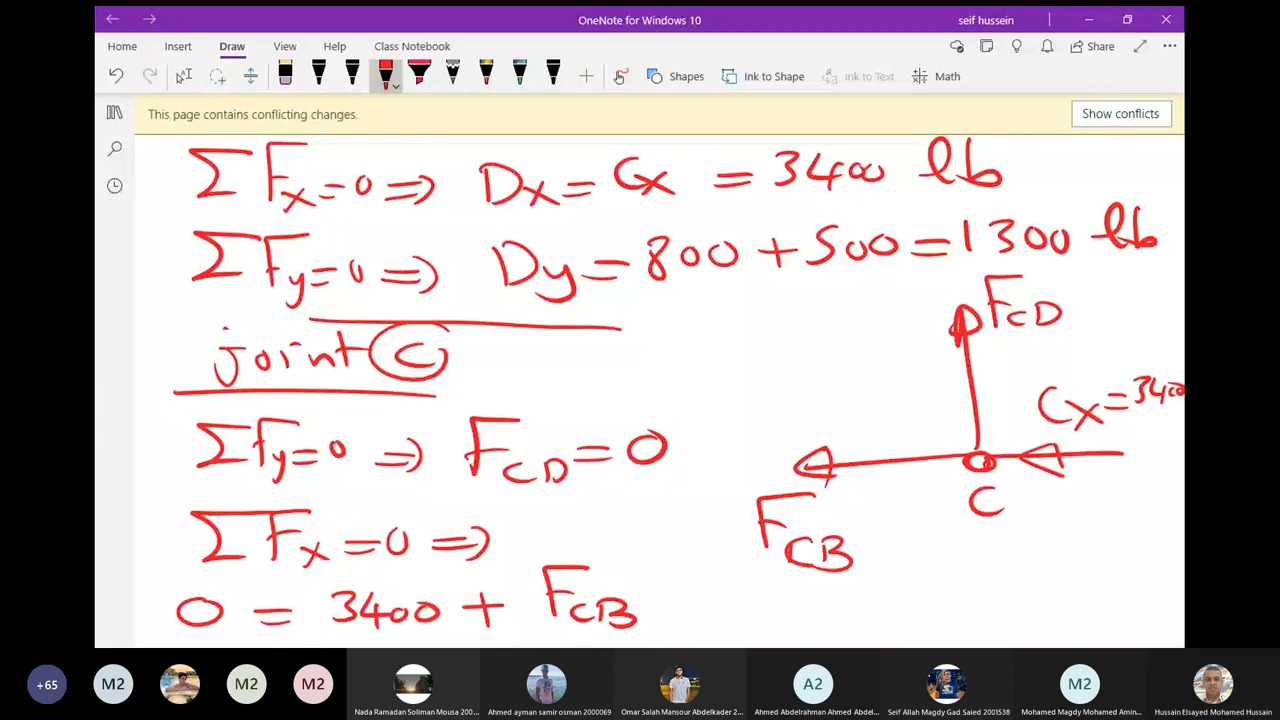 OneNote for Windows 10
seif hussein
Home Insert Draw View Help Class Notebook Share
Shapes Ink to Shape Ink to Text Math
This page contains conflicting changes. Show conflicts
ΣFx=0 ⇒ Dx = Cx = 3400 lb
ΣFy=0 ⇒ Dy = 800 + 500 = 1300 lb
FCD
joint C
Cx=3400
ΣFy=0 ⇒ FCD = 0
C
ΣFx=0 ⇒
FCB
0 = 3400 + FCB
+65 M2 M2 M2 A2 M2
Nada Ramadan Soliman Mousa 200... Ahmed ayman samir osman 2000069 Omar Salah Mansour Abdelkader 2... Ahmed Abdelrahman Ahmed Abdel... Seif Allah Magdy Gad Saied 2001538 Mohamed Magdy Mohamed Amin... Hussain Elsayed Mohamed Hussain